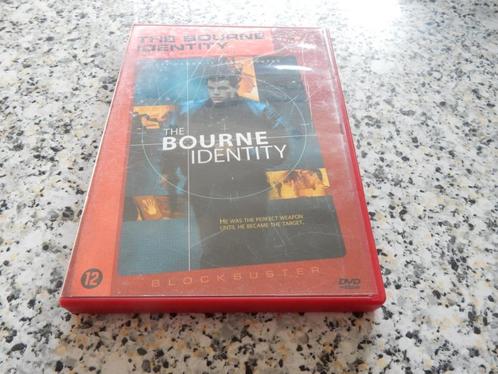 THE BOURNE
IDENTITY
THE
BOURNE
IDENTITY
HE WAS THE PERFECT WEAPON
UNTIL HE BECAME THE TARGET.
12
BLOCKBUSTER
DVD